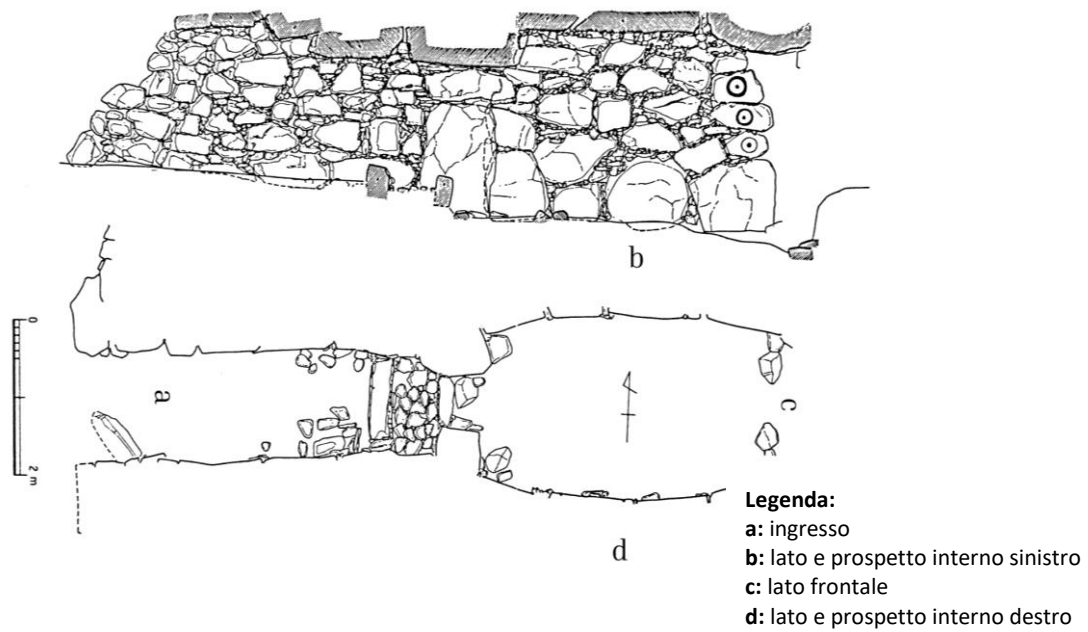 b
0
a
c
2 m
d
Legenda:
a: ingresso
b: lato e prospetto interno sinistro
c: lato frontale
d: lato e prospetto interno destro